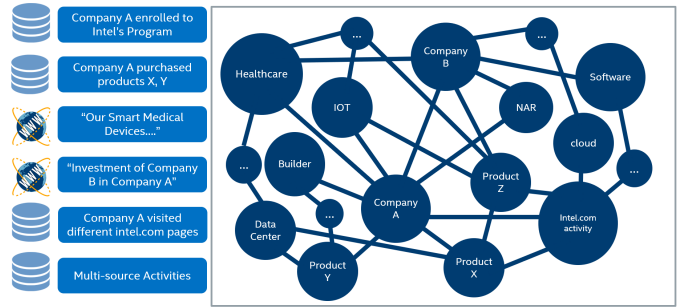 Company A enrolled to
Intel's Program
Company A purchased
products X, Y
“Our Smart Medical
Devices....”
“Investment of Company
B in Company A”
Company A visited
different intel.com pages
Multi-source Activities
WWW
WWW
...
...
Company
B
Healthcare
Software
IOT
NAR
cloud
...
Builder
...
Product
Z
Company
A
...
Intel.com
activity
Data
Center
Product
Y
Product
X